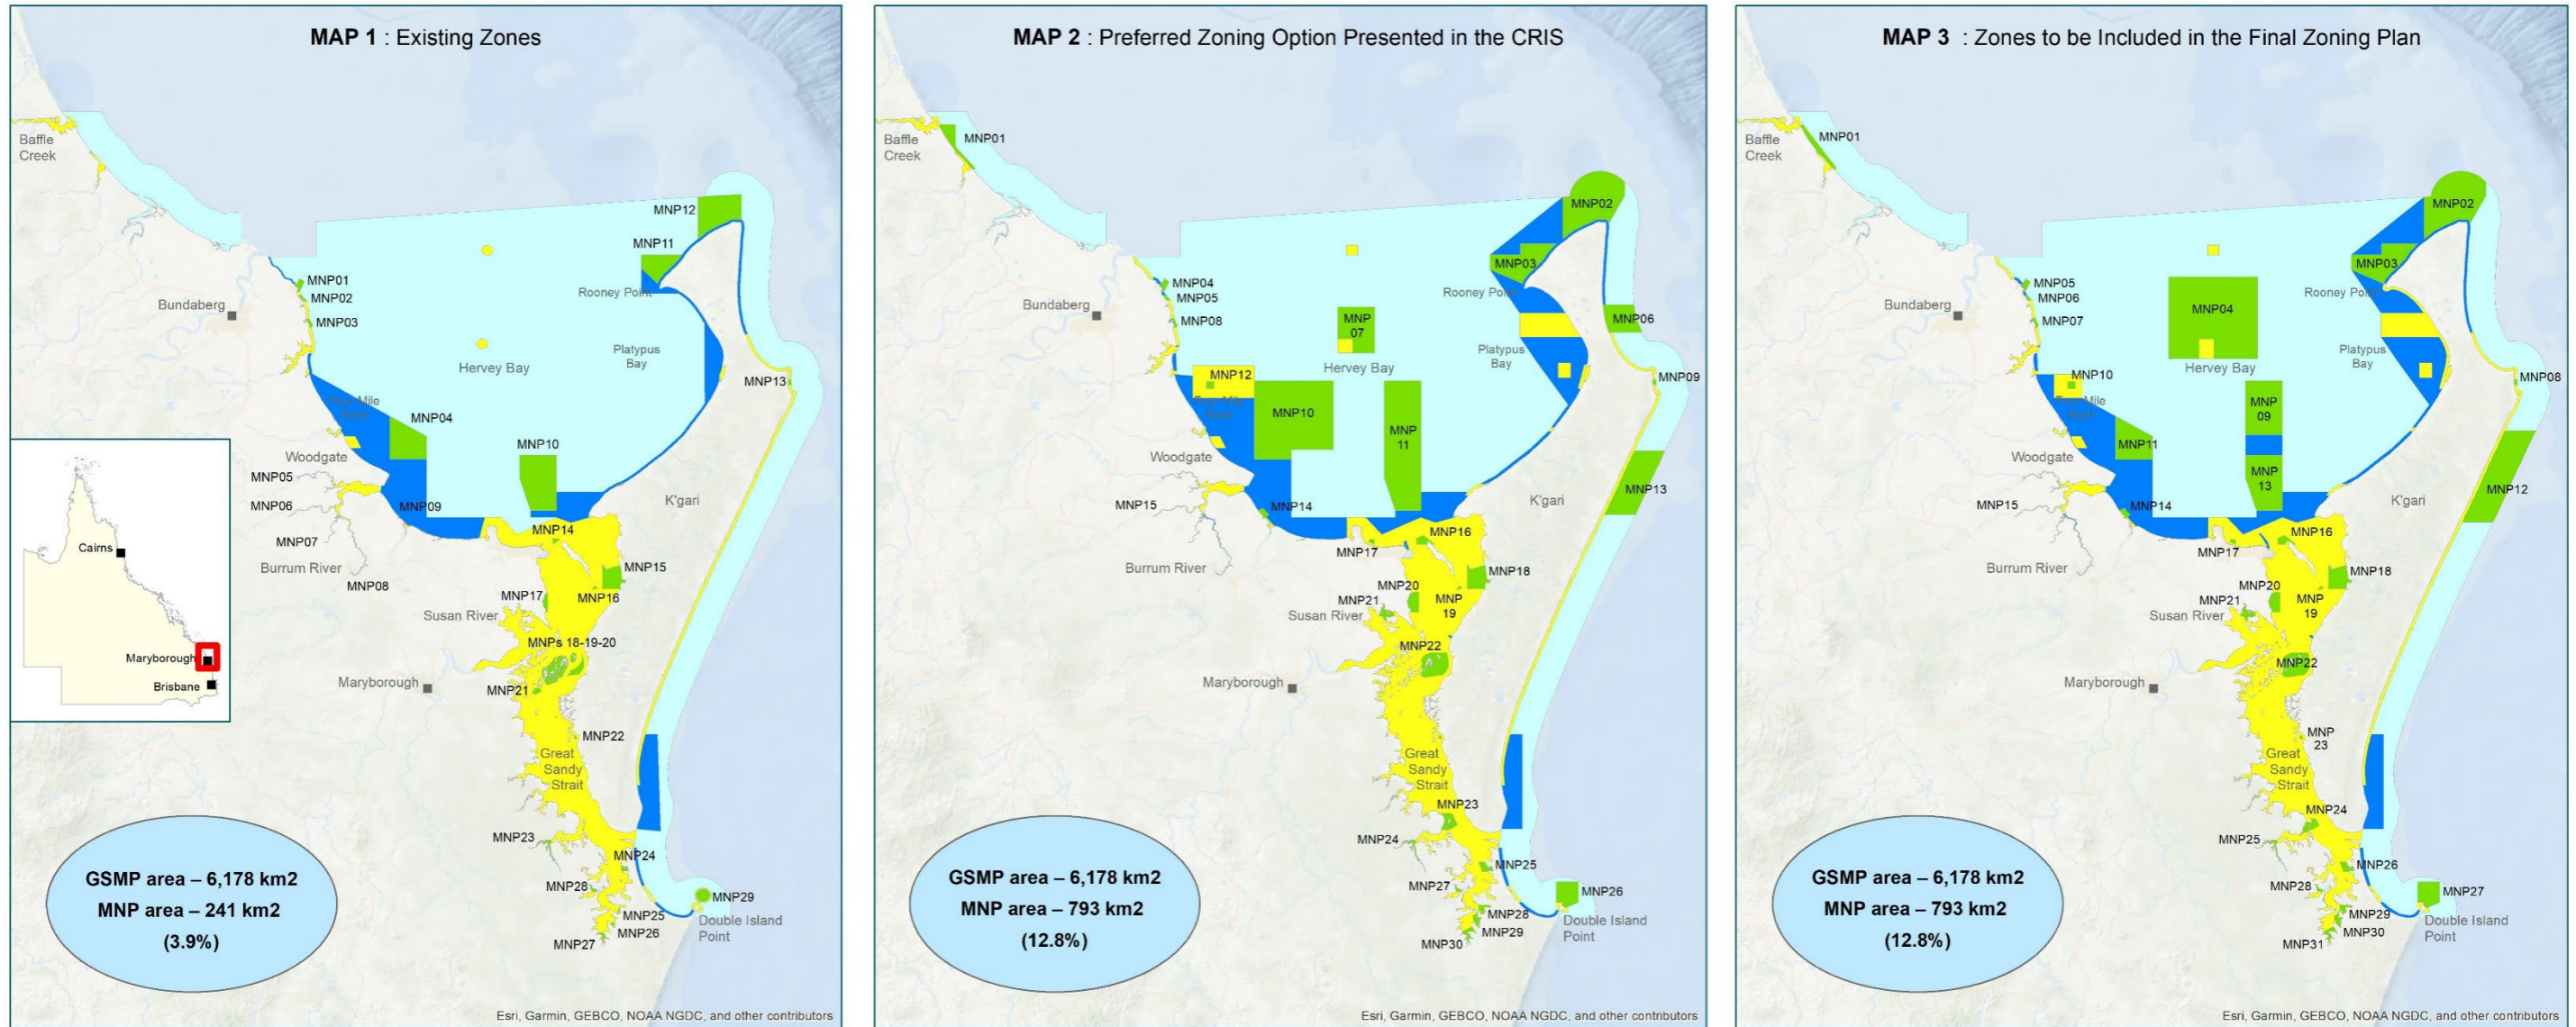 MAP 1 : Existing Zones
Baffle
Creek
MNP12
MNP11
MNP01
MNP02
Rooney Point
Bundaberg
MNP03
Platypus
Bay
Hervey Bay
MNP13
MNP04
MNP10
Woodgate
MNP05
K'gari
MNP06
MNP09
MNP14
MNP07
Burrum River
MNP15
MNP08
MNP17
MNP16
Susan River
MNPs 18-19-20
Maryborough
MNP21
MNP22
Great
Sandy
Strait
MNP23
MNP24
MNP28
MNP29
MNP25
Double Island
Point
MNP26
MNP27
Cairns
Maryborough
Brisbane
GSMP area – 6,178 km2
MNP area – 241 km2
(3.9%)
Esri, Garmin, GEBCO, NOAA NGDC, and other contributors
MAP 2 : Preferred Zoning Option Presented in the CRIS
Baffle
Creek
MNP01
MNP02
MNP03
MNP04
Rooney Point
MNP05
Bundaberg
MNP08
MNP
07
MNP06
Platypus
Bay
Hervey Bay
MNP12
MNP09
Mile
MNP10
MNP
11
Woodgate
MNP13
K'gari
MNP15
MNP14
MNP16
MNP17
Burrum River
MNP18
MNP20
MNP21
MNP
19
Susan River
MNP22
Maryborough
Great
Sandy
Strait
MNP23
MNP24
MNP25
MNP27
MNP26
MNP28
Double Island
Point
MNP29
MNP30
GSMP area – 6,178 km2
MNP area – 793 km2
(12.8%)
Esri, Garmin, GEBCO, NOAA NGDC, and other contributors
MAP 3 : Zones to be Included in the Final Zoning Plan
Baffle
Creek
MNP01
MNP02
MNP03
MNP05
Rooney Point
MNP06
Bundaberg
MNP04
MNP07
Platypus
Bay
Hervey Bay
MNP10
MNP08
Mile
MNP
09
MNP11
Woodgate
MNP
13
MNP12
K'gari
MNP15
MNP14
MNP16
MNP17
Burrum River
MNP18
MNP20
MNP21
MNP
19
Susan River
MNP22
Maryborough
MNP
23
Great
Sandy
Strait
MNP24
MNP25
MNP26
MNP28
MNP27
MNP29
Double Island
Point
MNP30
MNP31
GSMP area – 6,178 km2
MNP area – 793 km2
(12.8%)
Esri, Garmin, GEBCO, NOAA NGDC, and other contributors